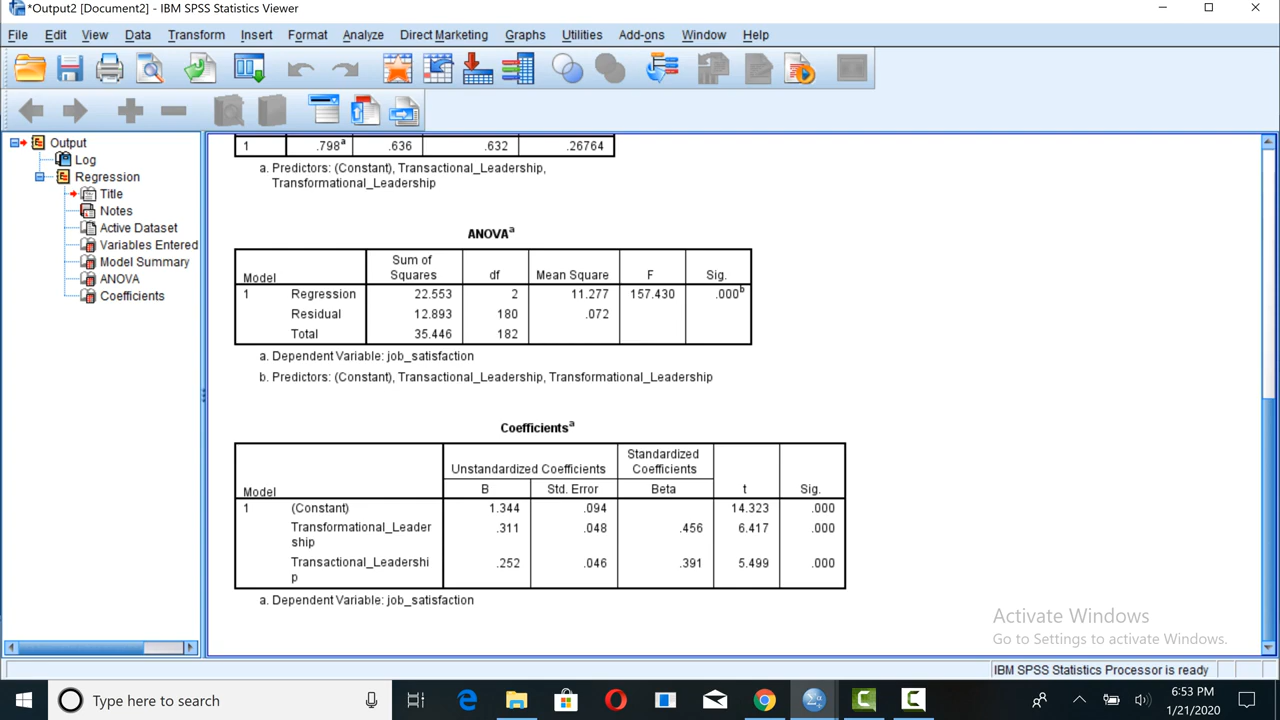 *Output2 [Document2] - IBM SPSS Statistics Viewer
File Edit View Data Transform Insert Format Analyze Direct Marketing Graphs Utilities Add-ons Window Help
Output
Log
Regression
Title
Notes
Active Dataset
Variables Entered
Model Summary
ANOVA
Coefficients
1 .798a .636 .632 .26764
a. Predictors: (Constant), Transactional_Leadership,
Transformational_Leadership
ANOVAa
Model Sum of Squares df Mean Square F Sig.
1 Regression 22.553 2 11.277 157.430 .000b
Residual 12.893 180 .072
Total 35.446 182
a. Dependent Variable: job_satisfaction
b. Predictors: (Constant), Transactional_Leadership, Transformational_Leadership
Coefficientsa
Unstandardized Coefficients Standardized Coefficients
Model B Std. Error Beta t Sig.
1 (Constant) 1.344 .094 14.323 .000
Transformational_Leader
ship .311 .048 .456 6.417 .000
Transactional_Leadershi
p .252 .046 .391 5.499 .000
a. Dependent Variable: job_satisfaction
Activate Windows
Go to Settings to activate Windows.
IBM SPSS Statistics Processor is ready
Type here to search
6:53 PM
1/21/2020